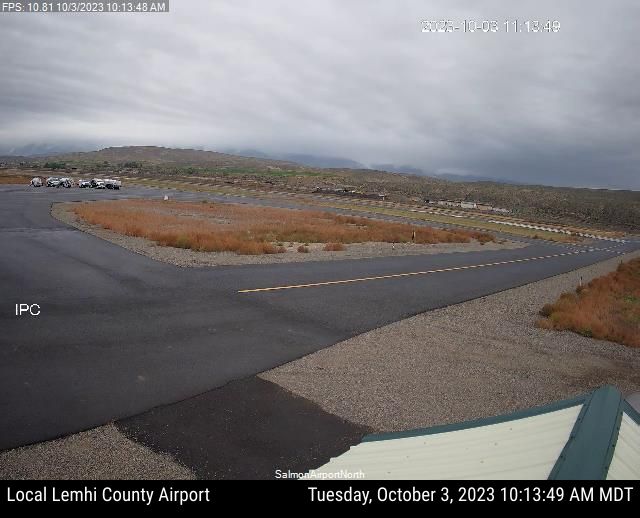 FPS: 10.81 10/3/2023 10:13:48 AM
2023-10-03 11:13:49
IPC
SalmonAirportNorth
Local Lemhi County Airport
Tuesday, October 3, 2023 10:13:49 AM MDT